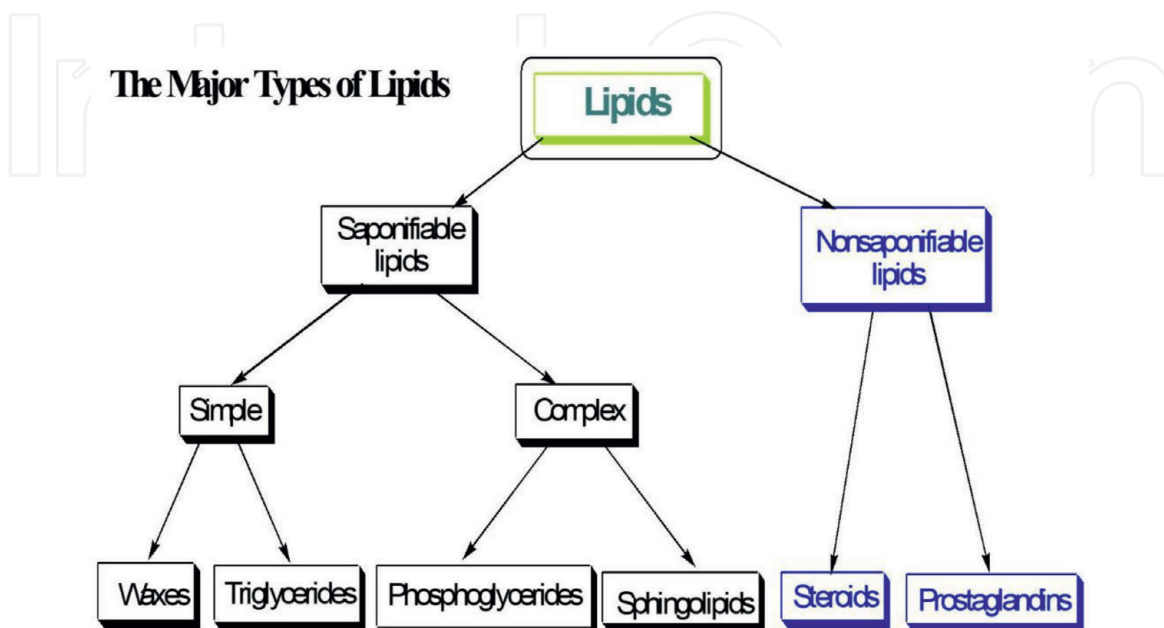 The Major Types of Lipids
Lipids
Saponifiable
lipids
Nonsaponifiable
lipids
Simple
Complex
Waxes
Triglycerides
Phosphoglycerides
Sphingolipids
Steroids
Prostaglandins